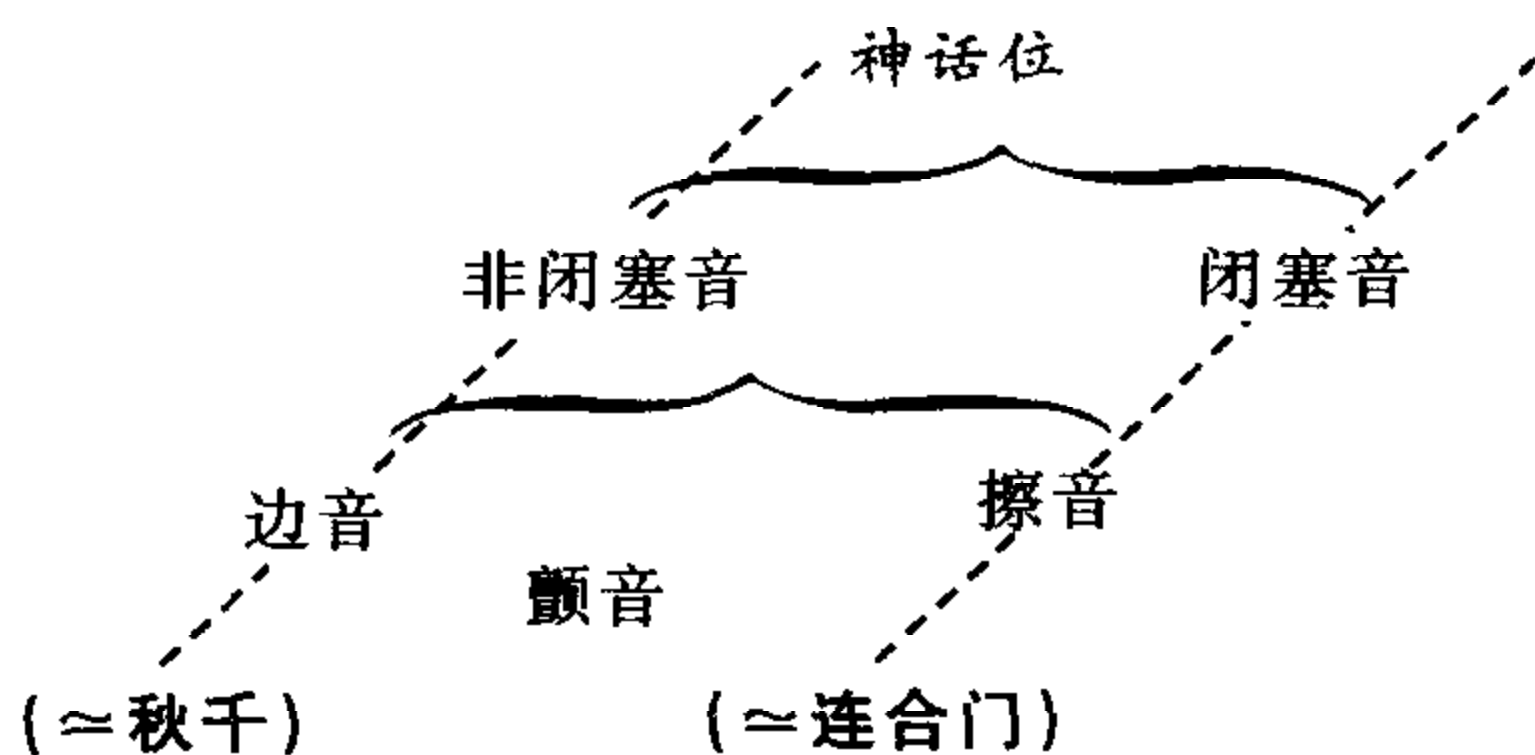 神话位
非闭塞音 闭塞音
边音 擦音
颤音
(≃秋千) (≃连合门)